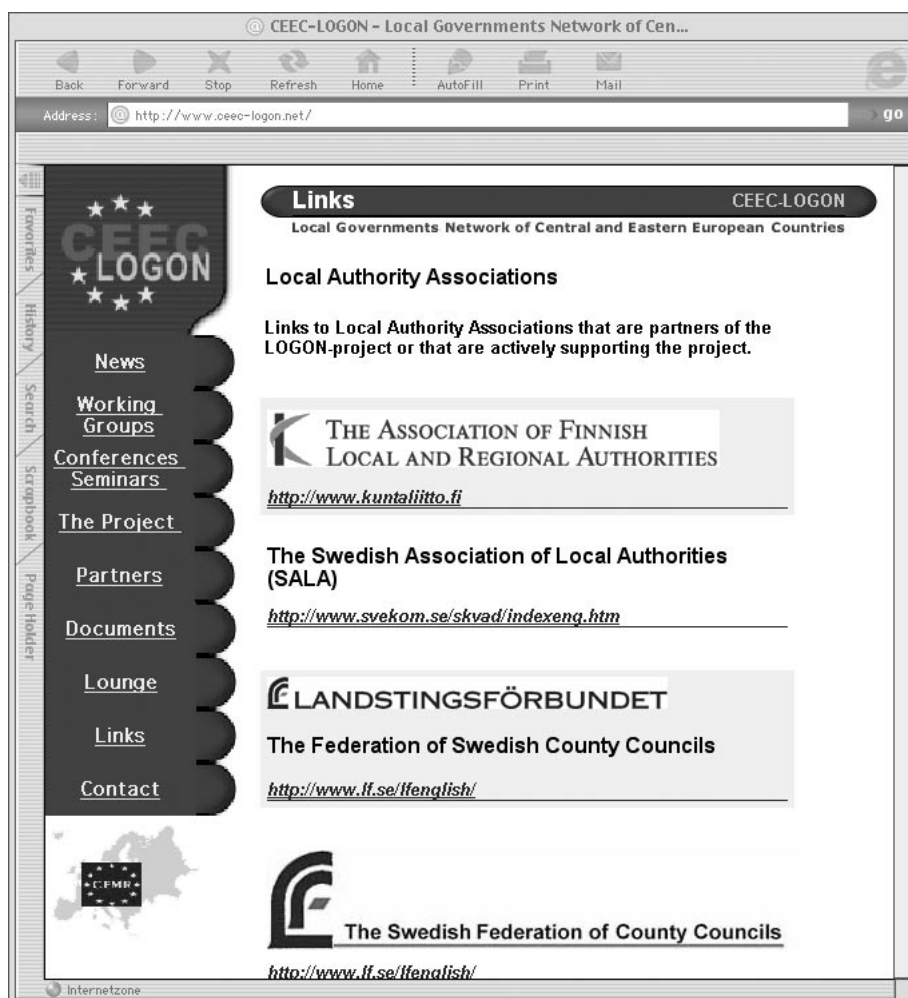 CEEC-LOGON – Local Governments Network of Cen...
Back Forward Stop Refresh Home AutoFill Print Mail
Address: http://www.ceec-logon.net/ go
Favorites
History
Search
Scrapbook
Page Holder
CEEC
LOGON
News
Working
Groups
Conferences
Seminars
The Project
Partners
Documents
Lounge
Links
Contact
CEMR
Links CEEC-LOGON
Local Governments Network of Central and Eastern European Countries
Local Authority Associations
Links to Local Authority Associations that are partners of the
LOGON-project or that are actively supporting the project.
THE ASSOCIATION OF FINNISH
LOCAL AND REGIONAL AUTHORITIES
http://www.kuntaliitto.fi
The Swedish Association of Local Authorities
(SALA)
http://www.svekom.se/skvad/indexeng.htm
LANDSTINGSFÖRBUNDET
The Federation of Swedish County Councils
http://www.lf.se/lfenglish/
The Swedish Federation of County Councils
http://www.lf.se/lfenglish/
Internetzone